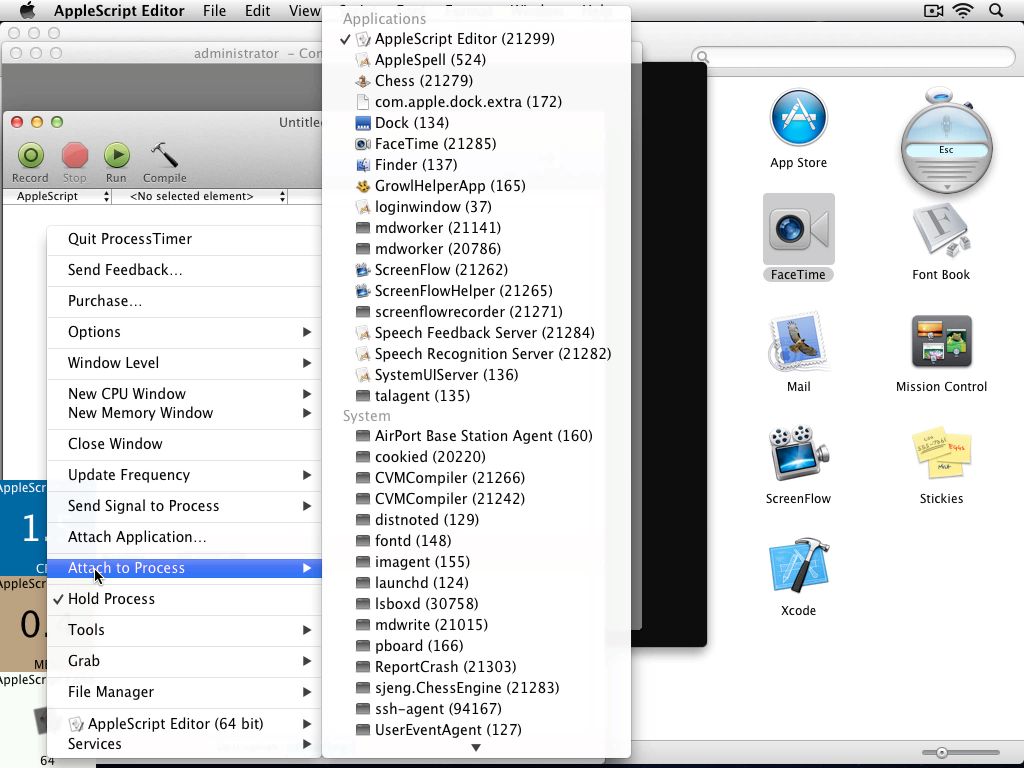 AppleScript Editor File Edit View
administrator – Con
Untitle
Record Stop Run Compile
AppleScript <No selected element>
Quit ProcessTimer
Send Feedback...
Purchase...
Options
Window Level
New CPU Window
New Memory Window
Close Window
Update Frequency
Send Signal to Process
Attach Application...
Attach to Process
Hold Process
Tools
Grab
File Manager
AppleScript Editor (64 bit)
Services
AppleScr
1.
CP
AppleScr
0.
ME
AppleScr
64
Applications
AppleScript Editor (21299)
AppleSpell (524)
Chess (21279)
com.apple.dock.extra (172)
Dock (134)
FaceTime (21285)
Finder (137)
GrowlHelperApp (165)
loginwindow (37)
mdworker (21141)
mdworker (20786)
ScreenFlow (21262)
ScreenFlowHelper (21265)
screenflowrecorder (21271)
Speech Feedback Server (21284)
Speech Recognition Server (21282)
SystemUIServer (136)
talagent (135)
System
AirPort Base Station Agent (160)
cookied (20220)
CVMCompiler (21266)
CVMCompiler (21242)
distnoted (129)
fontd (148)
imagent (155)
launchd (124)
lsboxd (30758)
mdwrite (21015)
pboard (166)
ReportCrash (21303)
sjeng.ChessEngine (21283)
ssh-agent (94167)
UserEventAgent (127)
App Store
Esc
FaceTime
Font Book
Mail
Mission Control
ScreenFlow
Stickies
Xcode